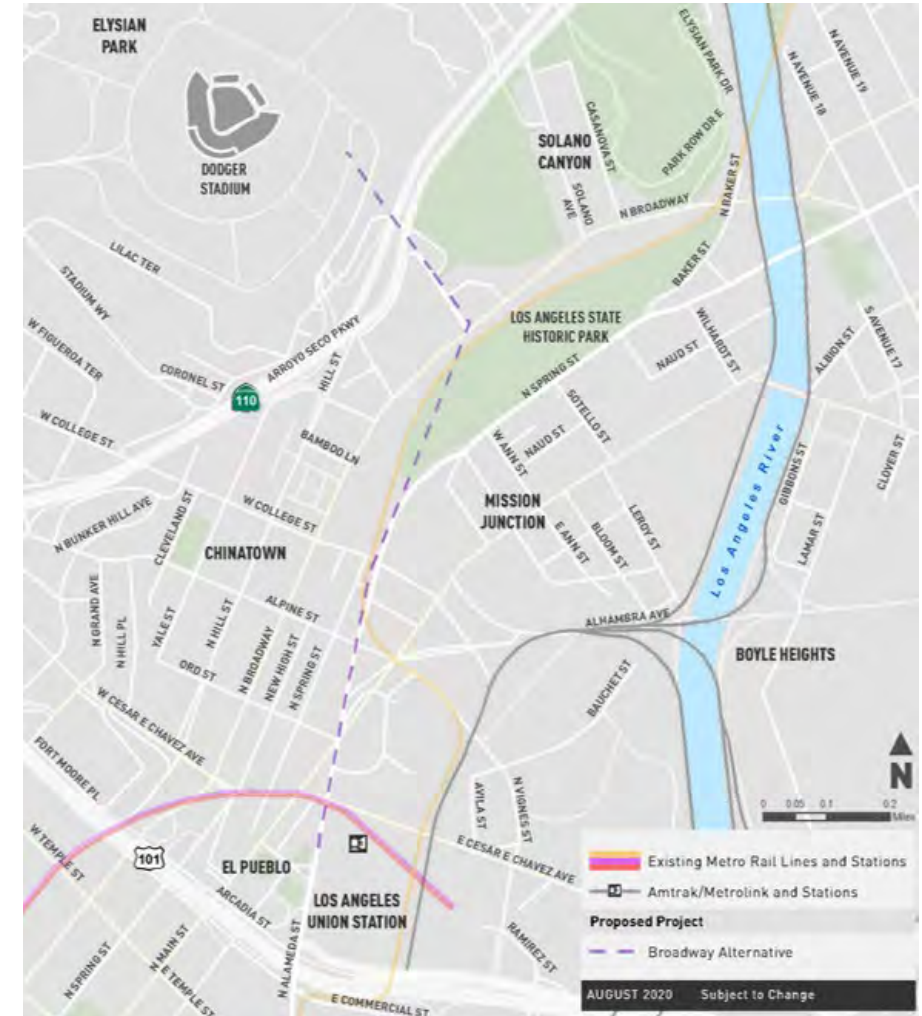 ELYSIAN
PARK
DODGER
STADIUM
SOLANO
CANYON
ELYSIAN PARK DR
N AVENUE 18
N AVENUE 19
CASANOVA ST
PARK ROW DR E
SOLANO
AVE
N BROADWAY
N BAKER ST
BAKER ST
LILAC TER
STADIUM WY
W FIGUEROA TER
CORONEL ST
110
ARROYO SECO PKWY
HILL ST
LOS ANGELES STATE
HISTORIC PARK
N SPRING ST
NAUD ST
WILHARDT ST
ALBION ST
S AVENUE 17
W COLLEGE ST
BAMBOO LN
W ANN ST
NAUD ST
SOTELLO ST
MISSION
JUNCTION
E ANN ST
BLOOM ST
LEROY ST
Los Angeles River
GIBBONS ST
CLOVER ST
LAMAR ST
N BUNKER HILL AVE
CLEVELAND ST
W COLLEGE ST
CHINATOWN
N GRAND AVE
N HILL PL
YALE ST
N HILL ST
ALPINE ST
ORD ST
N BROADWAY
NEW HIGH ST
N SPRING ST
ALHAMBRA AVE
BAUCHET ST
BOYLE HEIGHTS
W CESAR E CHAVEZ AVE
FORT MOORE PL
W TEMPLE ST
101
EL PUEBLO
ARCADIA ST
LOS ANGELES
UNION STATION
AVILA ST
N VIGNES ST
E CESAR E CHAVEZ AVE
RAMIREZ ST
N SPRING ST
N MAIN ST
E TEMPLE ST
N ALAMEDA ST
E COMMERCIAL ST
N
0 0.05 0.1 0.2
Miles
Existing Metro Rail Lines and Stations
Amtrak/Metrolink and Stations
Proposed Project
Broadway Alternative
AUGUST 2020 Subject to Change